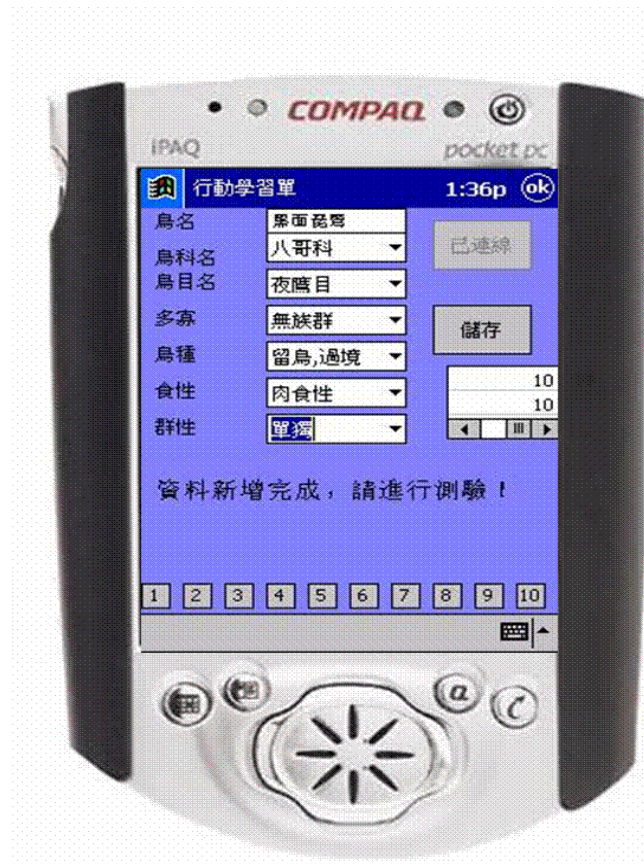 COMPAQ
iPAQ pocket pc
行動學習單 1:36p ok
鳥名 黑面琵鷺
鳥科名 八哥科 已連線
鳥目名 夜鷹目
多寡 無族群 儲存
鳥種 留鳥,過境
食性 肉食性 10
10
群性 單獨
資料新增完成，請進行測驗！
1 2 3 4 5 6 7 8 9 10